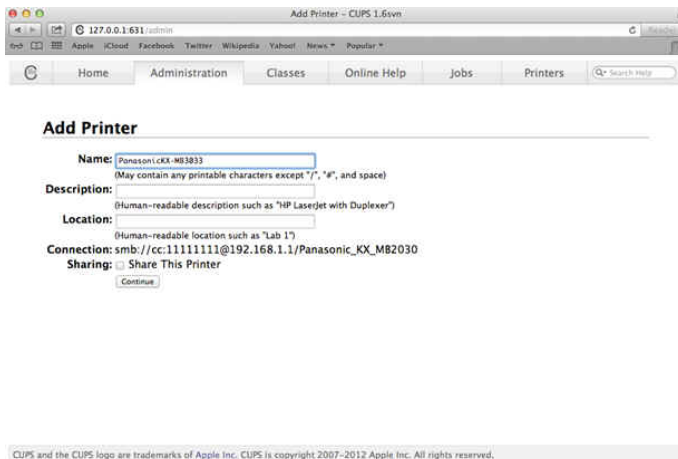 Add Printer - CUPS 1.6svn
127.0.0.1:631/admin
Reader
Apple iCloud Facebook Twitter Wikipedia Yahoo! News Popular
Home Administration Classes Online Help Jobs Printers Search Help
Add Printer
Name: PanasonicKX-MB3033
(May contain any printable characters except "/", "#", and space)
Description:
(Human-readable description such as "HP LaserJet with Duplexer")
Location:
(Human-readable location such as "Lab 1")
Connection: smb://cc:11111111@192.168.1.1/Panasonic_KX_MB2030
Sharing: Share This Printer
Continue
CUPS and the CUPS logo are trademarks of Apple Inc. CUPS is copyright 2007-2012 Apple Inc. All rights reserved.